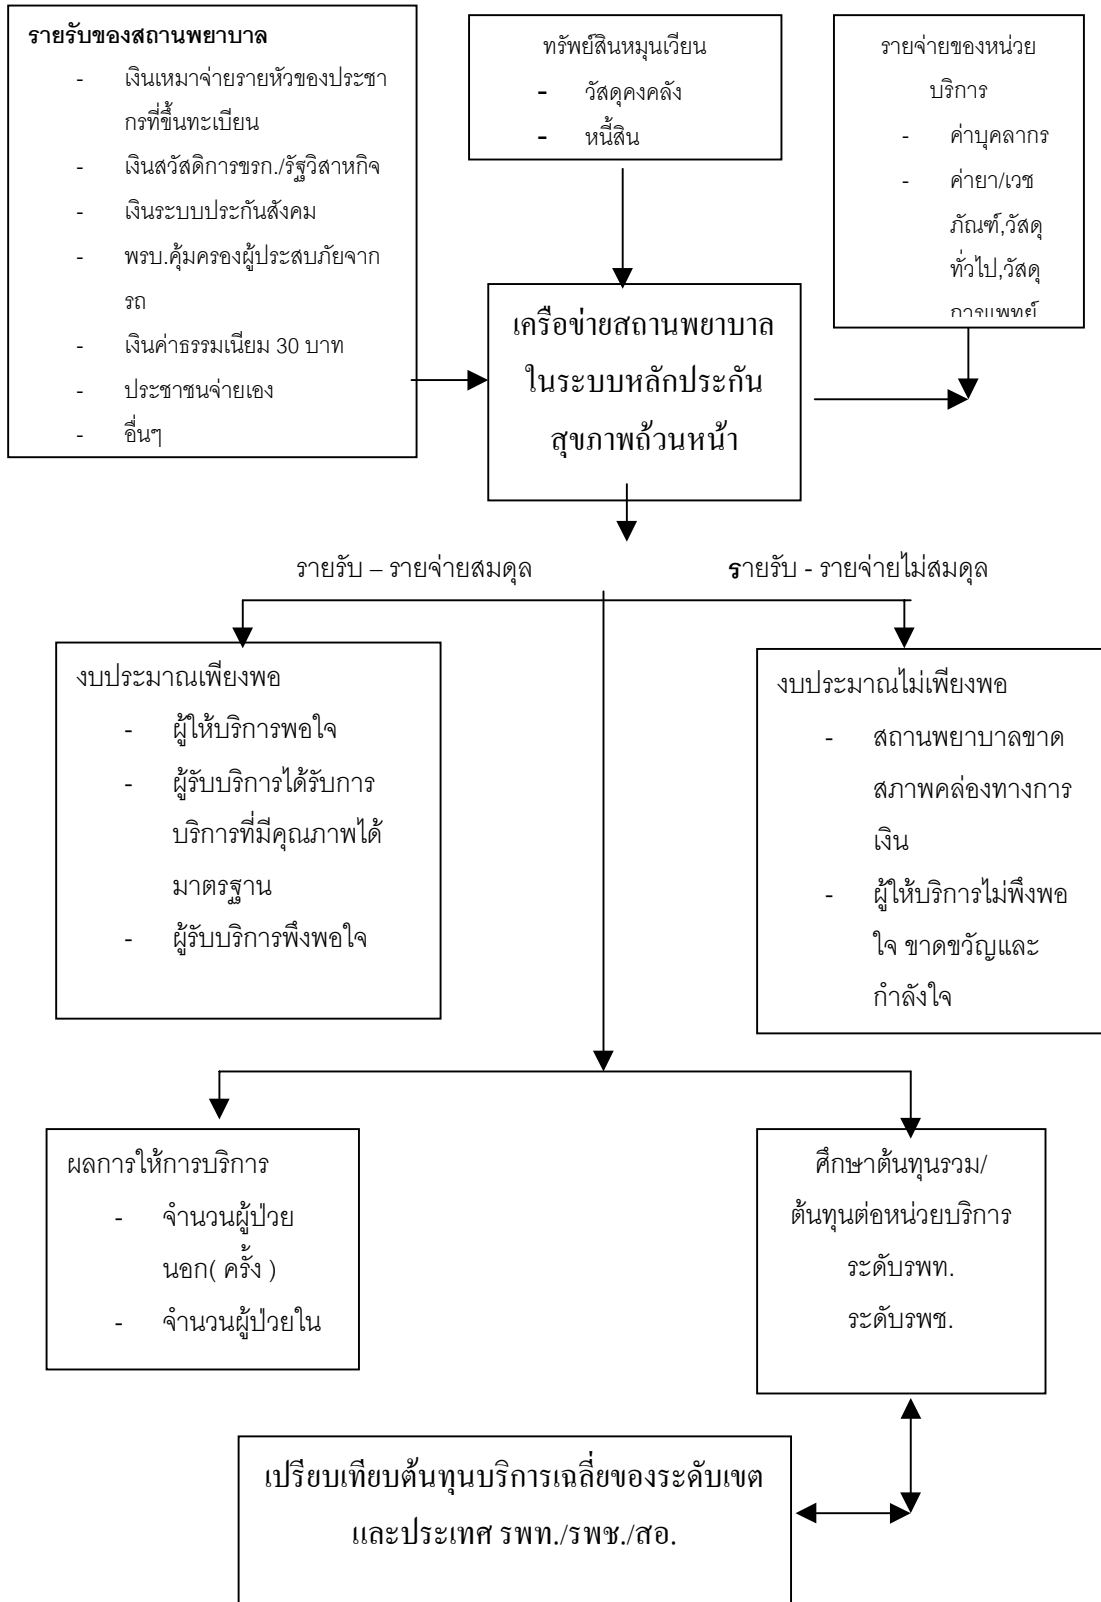 รายรับของสถานพยาบาล
- เงินเหมาจ่ายรายหัวของประชา
กรที่ขึ้นทะเบียน
- เงินสวัสดิการขรก./รัฐวิสาหกิจ
- เงินระบบประกันสังคม
- พรบ.คุ้มครองผู้ประสบภัยจาก
รถ
- เงินค่าธรรมเนียม 30 บาท
- ประชาชนจ่ายเอง
- อื่นๆ
ทรัพย์สินหมุนเวียน
- วัสดุคงคลัง
- หนี้สิน
รายจ่ายของหน่วย
บริการ
- ค่าบุคลากร
- ค่ายา/เวช
ภัณฑ์,วัสดุ
ทั่วไป,วัสดุ
การแพทย์
เครือข่ายสถานพยาบาล
ในระบบหลักประกัน
สุขภาพถ้วนหน้า
รายรับ – รายจ่ายสมดุล
รายรับ - รายจ่ายไม่สมดุล
งบประมาณเพียงพอ
- ผู้ให้บริการพอใจ
- ผู้รับบริการได้รับการ
บริการที่มีคุณภาพได้
มาตรฐาน
- ผู้รับบริการพึงพอใจ
งบประมาณไม่เพียงพอ
- สถานพยาบาลขาด
สภาพคล่องทางการ
เงิน
- ผู้ให้บริการไม่พึงพอ
ใจ ขาดขวัญและ
กำลังใจ
ผลการให้การบริการ
- จำนวนผู้ป่วย
นอก( ครั้ง )
- จำนวนผู้ป่วยใน
ศึกษาต้นทุนรวม/
ต้นทุนต่อหน่วยบริการ
ระดับรพท.
ระดับรพช.
เปรียบเทียบต้นทุนบริการเฉลี่ยของระดับเขต
และประเทศ รพท./รพช./สอ.